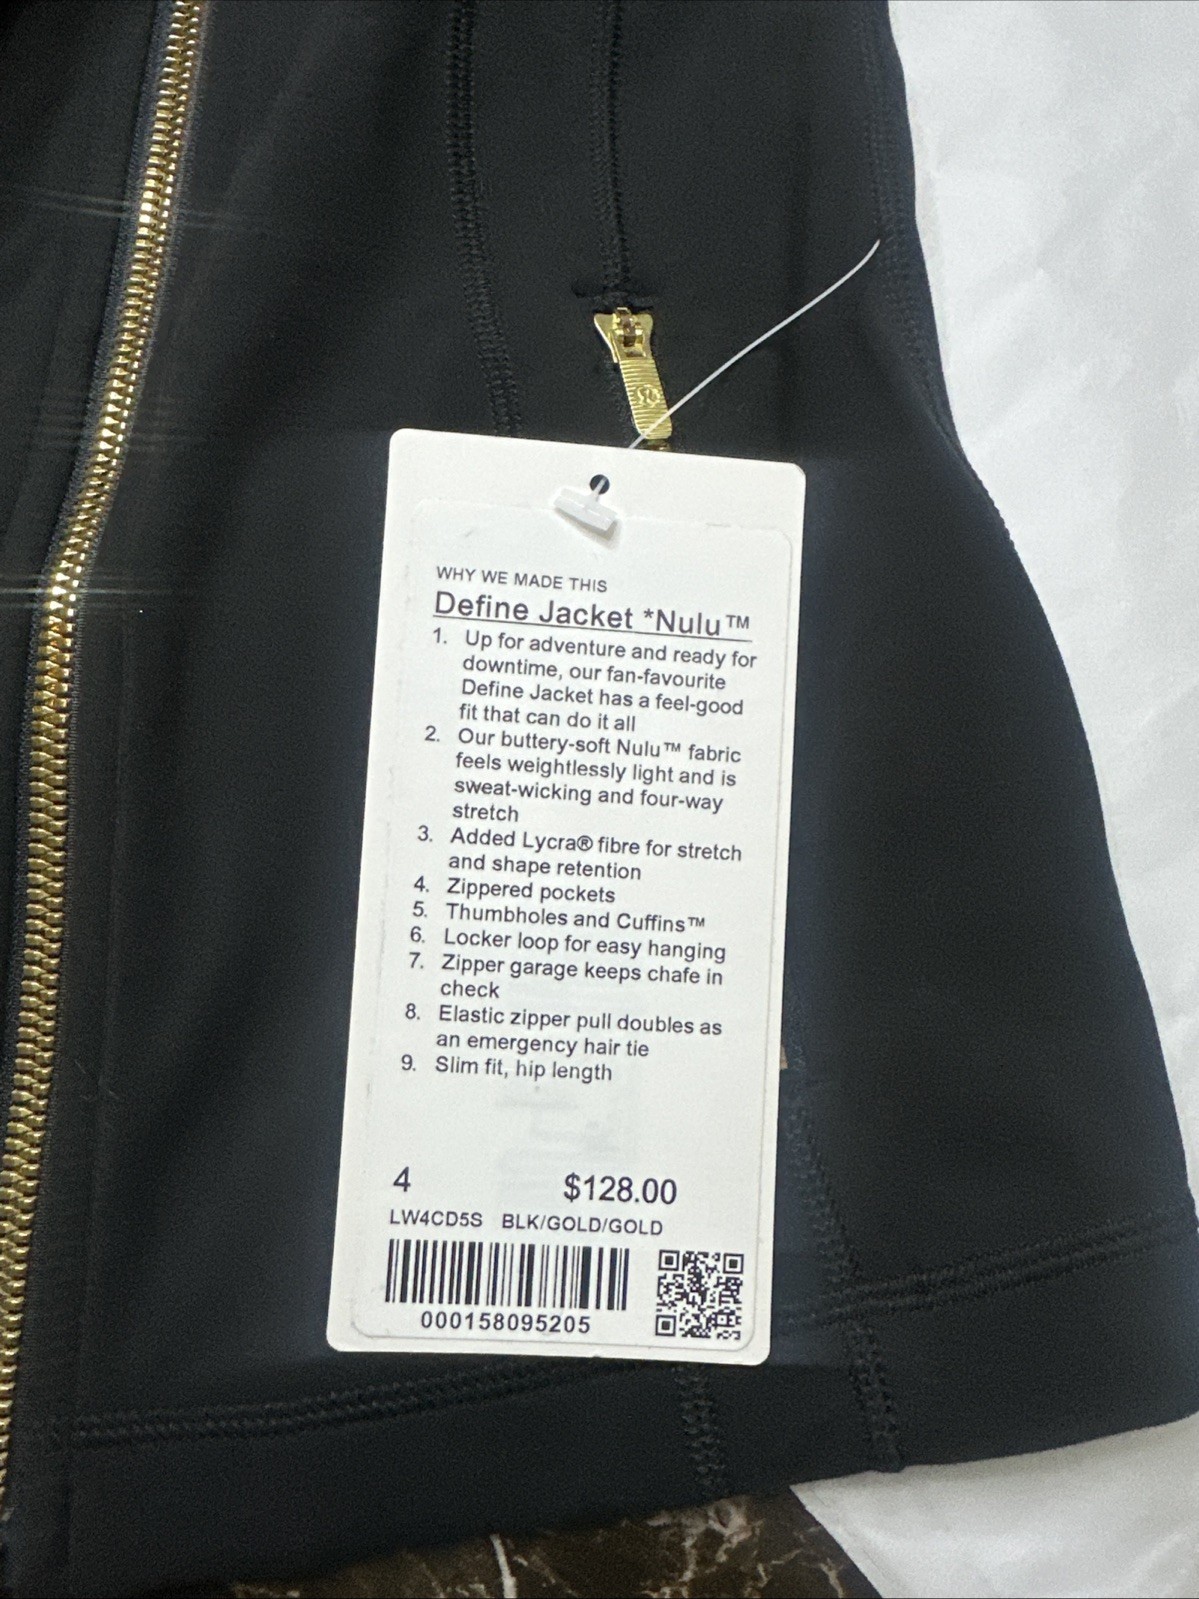 WHY WE MADE THIS
Define Jacket *Nulu™
1. Up for adventure and ready for
downtime, our fan-favourite
Define Jacket has a feel-good
fit that can do it all
2. Our buttery-soft Nulu™ fabric
feels weightlessly light and is
sweat-wicking and four-way
stretch
3. Added Lycra® fibre for stretch
and shape retention
4. Zippered pockets
5. Thumbholes and Cuffins™
6. Locker loop for easy hanging
7. Zipper garage keeps chafe in
check
8. Elastic zipper pull doubles as
an emergency hair tie
9. Slim fit, hip length
4 $128.00
LW4CD5S BLK/GOLD/GOLD
000158095205